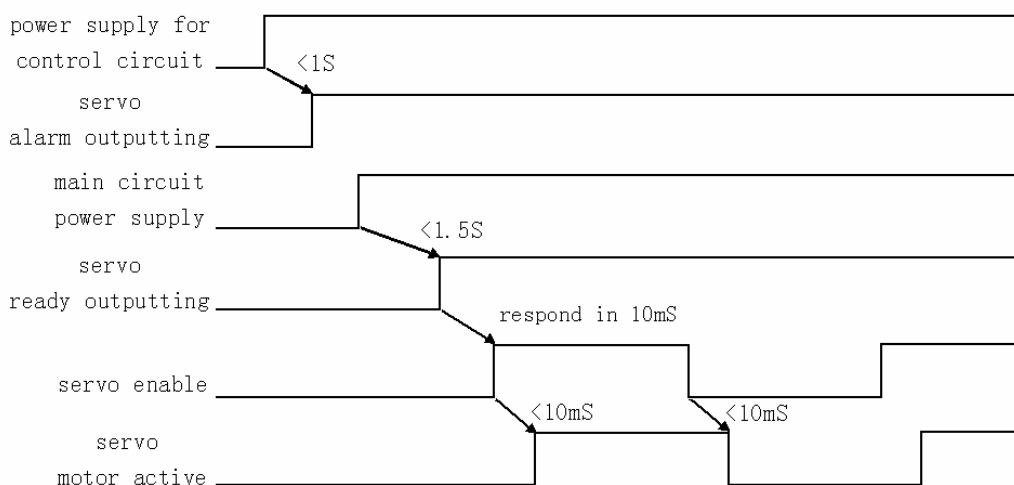 power supply for
control circuit
<1S
servo
alarm outputting
main circuit
power supply
<1.5S
servo
ready outputting
respond in 10mS
servo enable
<10mS
<10mS
servo
motor active